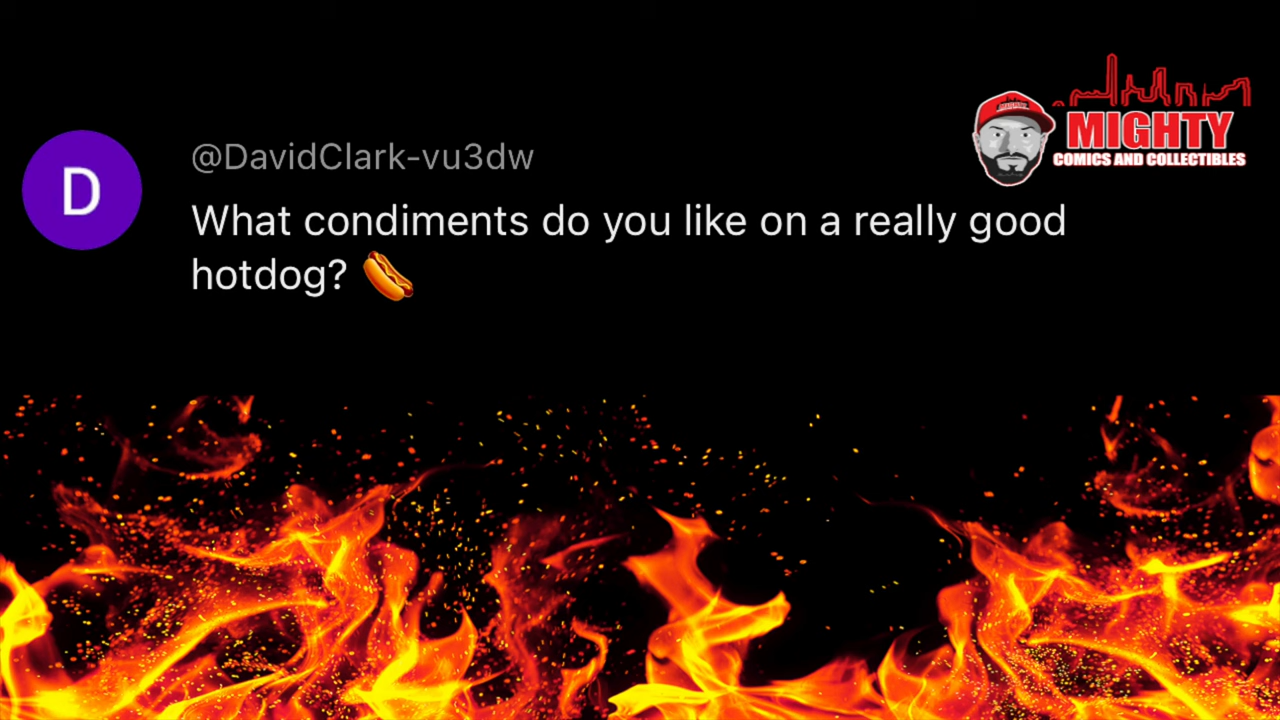 @DavidClark-vu3dw
What condiments do you like on a really good
hotdog? 🌭
D
MIGHTY
COMICS AND COLLECTIBLES